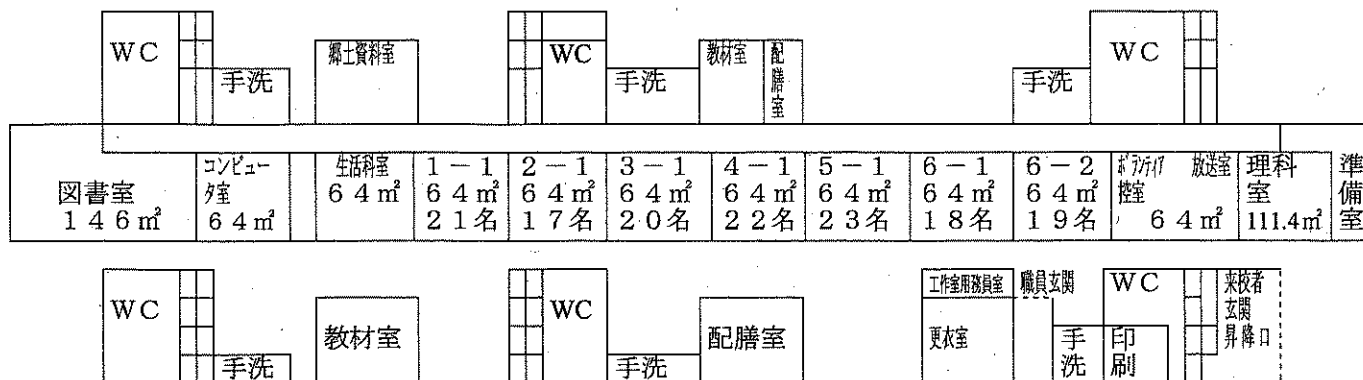 WC
手洗
郷土資料室
WC
手洗
教材室
配膳室
手洗
WC
図書室
146㎡
コンピュータ室
64㎡
生活科室
64㎡
1-1
64㎡
21名
2-1
64㎡
17名
3-1
64㎡
20名
4-1
64㎡
22名
5-1
64㎡
23名
6-1
64㎡
18名
6-2
64㎡
19名
ボランティア控室
放送室
64㎡
理科室
111.4㎡
準備室
WC
手洗
教材室
WC
手洗
配膳室
工作室用務員室
更衣室
職員玄関
手洗
WC
印刷
来校者
玄関
昇降口